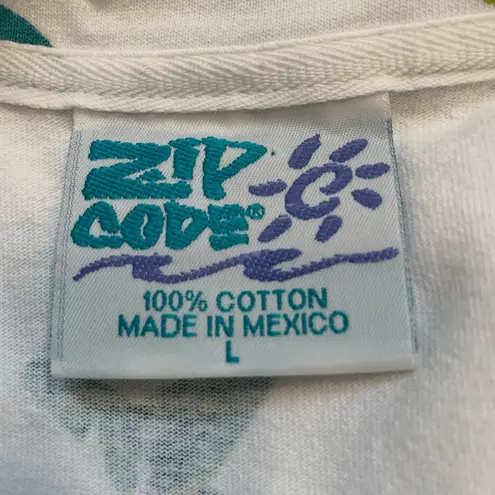 ZIP
CODE®
C
100% COTTON
MADE IN MEXICO
L